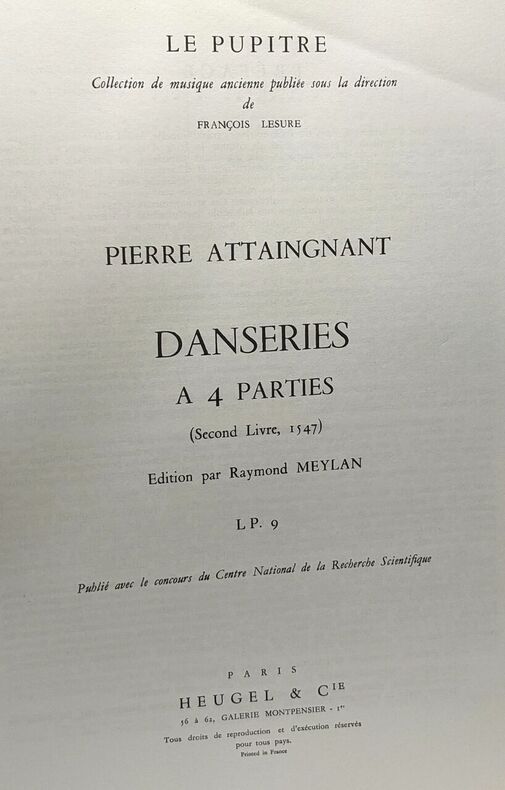 LE PUPITRE
Collection de musique ancienne publiée sous la direction
de
FRANÇOIS LESURE
PIERRE ATTAINGNANT
DANSERIES
A 4 PARTIES
(Second Livre, 1547)
Edition par Raymond MEYLAN
LP. 9
Publié avec le concours du Centre National de la Recherche Scientifique
PARIS
HEUGEL & CIE
56 à 62, GALERIE MONTPENSIER - 1er
Tous droits de reproduction et d'exécution réservés
pour tous pays.
Printed in France